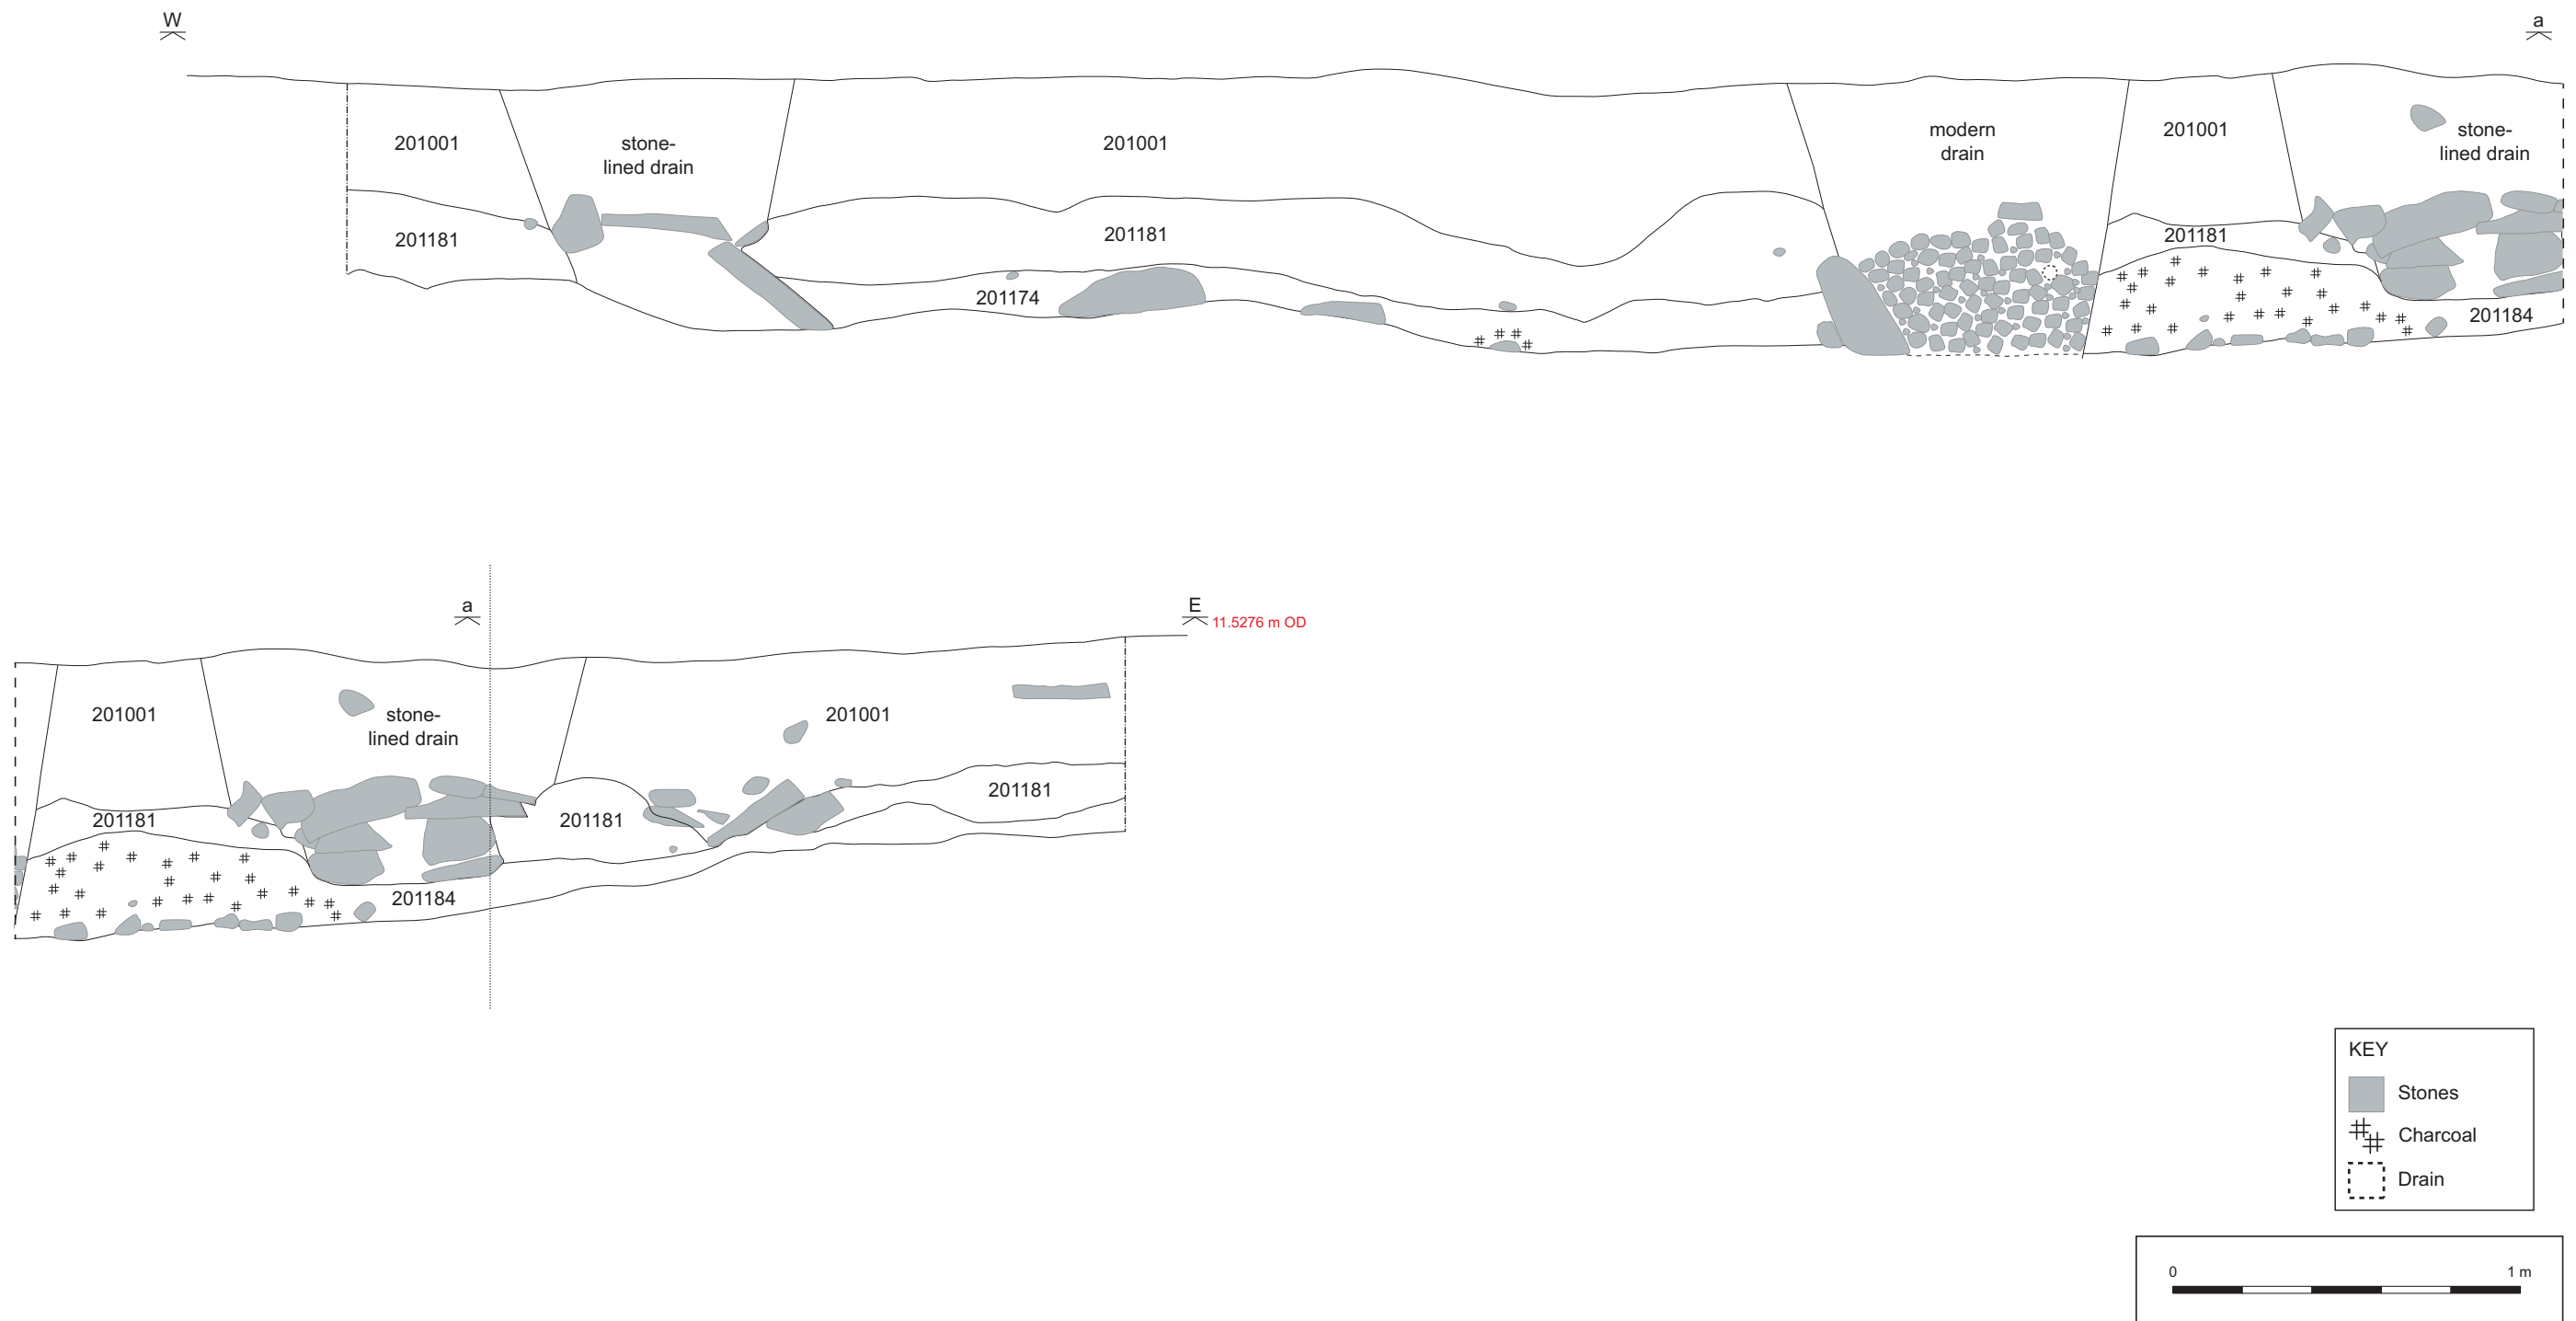 W
a
201001
stone-
lined drain
201001
modern
drain
201001
stone-
lined drain
201181
201181
201181
201174
201184
a
E
11.5276 m OD
201001
stone-
lined drain
201001
201181
201181
201181
201184
KEY
Stones
Charcoal
Drain
0
1 m